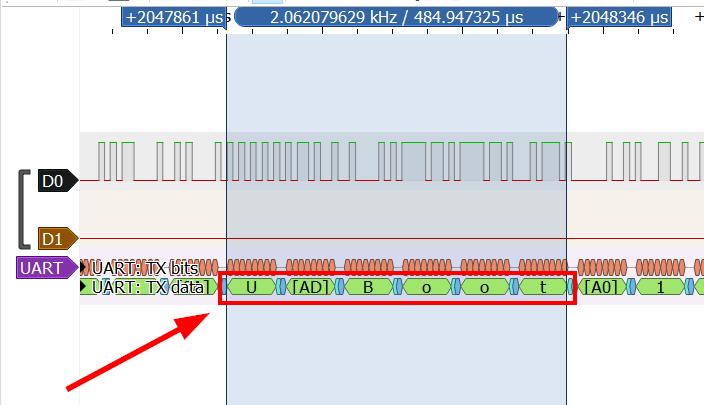 +2047861 µs
2.062079629 kHz / 484.947325 µs
+2048346 µs
D0
D1
UART
UART: TX bits
UART: TX data
U [AD] B o o t [A0] 1